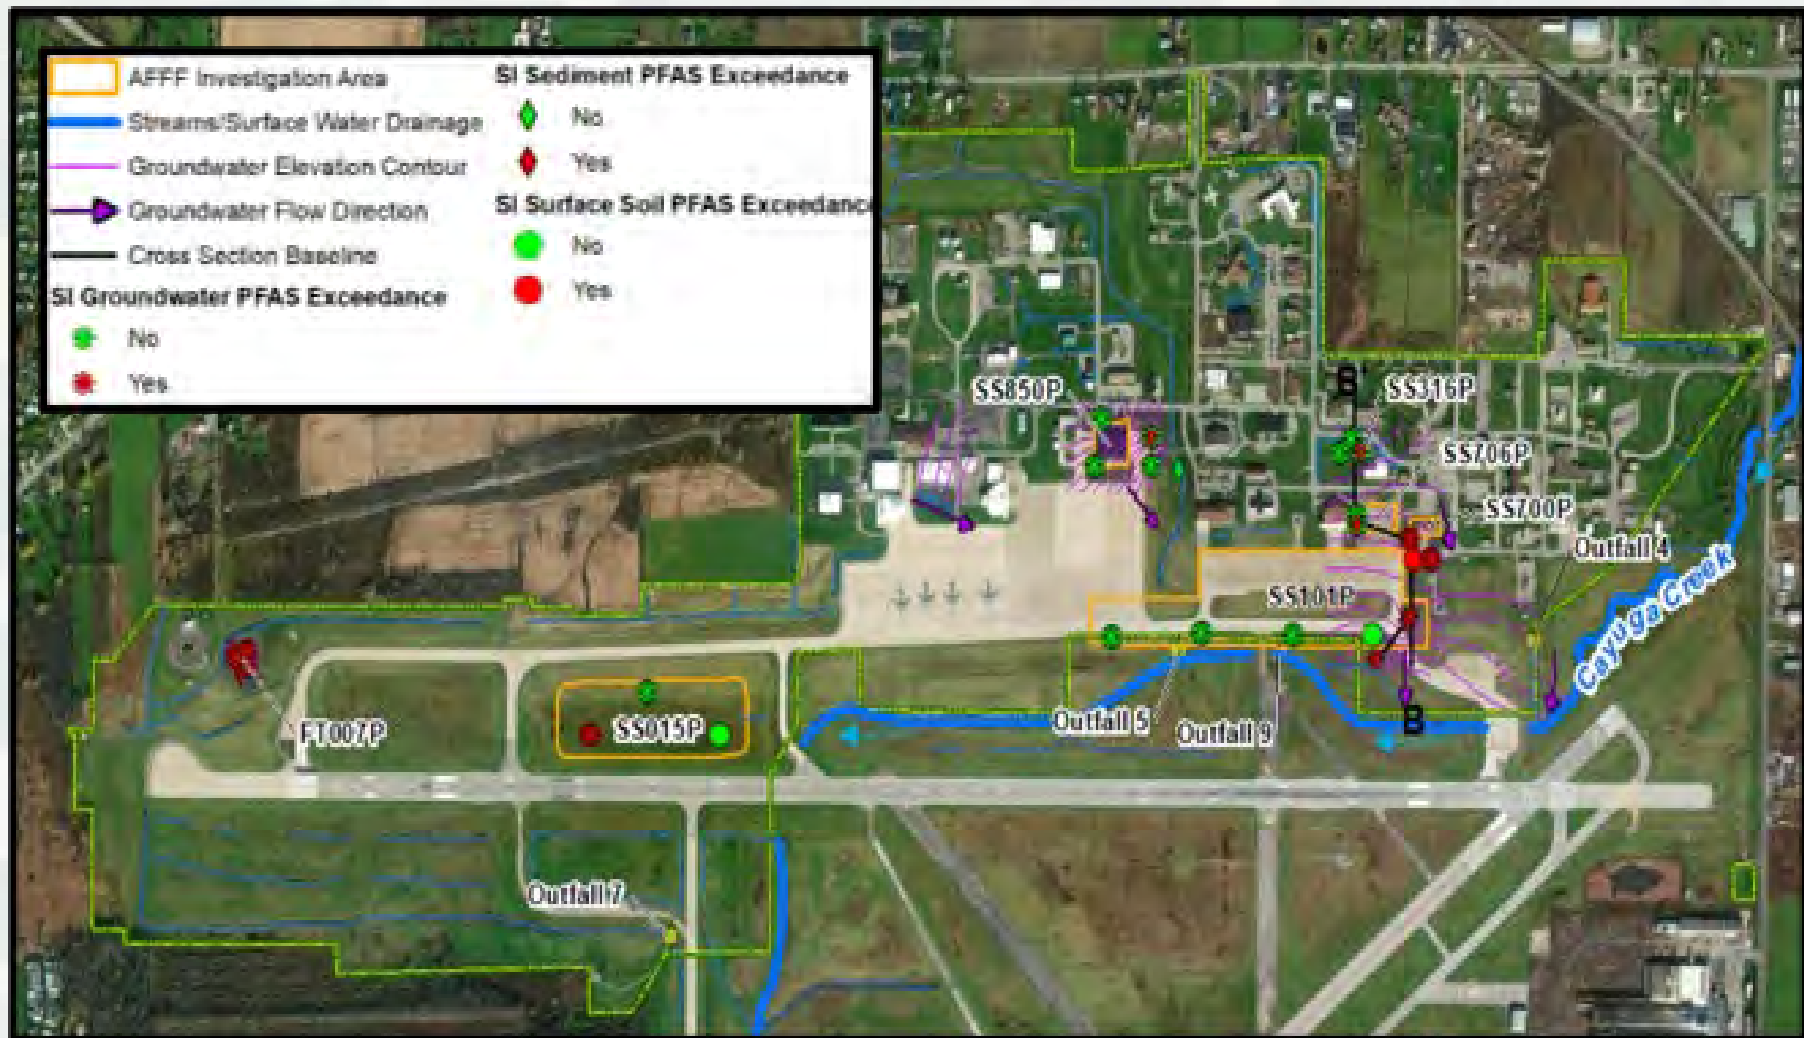 AFFF Investigation Area
Streams/Surface Water Drainage
Groundwater Elevation Contour
Groundwater Flow Direction
Cross Section Baseline
SI Groundwater PFAS Exceedance
No
Yes
SI Sediment PFAS Exceedance
No
Yes
SI Surface Soil PFAS Exceedance
No
Yes
B'
SS850P
SS316P
SS706P
SS700P
Outfall 4
SS101P
Cayuga Creek
FT007P
SS015P
Outfall 5
Outfall 9
B
Outfall 7